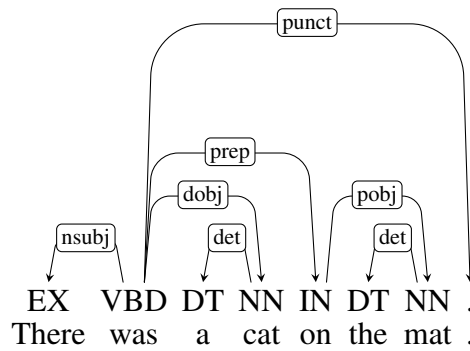 punct
prep
dobj pobj
nsubj det det
EX VBD DT NN IN DT NN .
There was a cat on the mat .